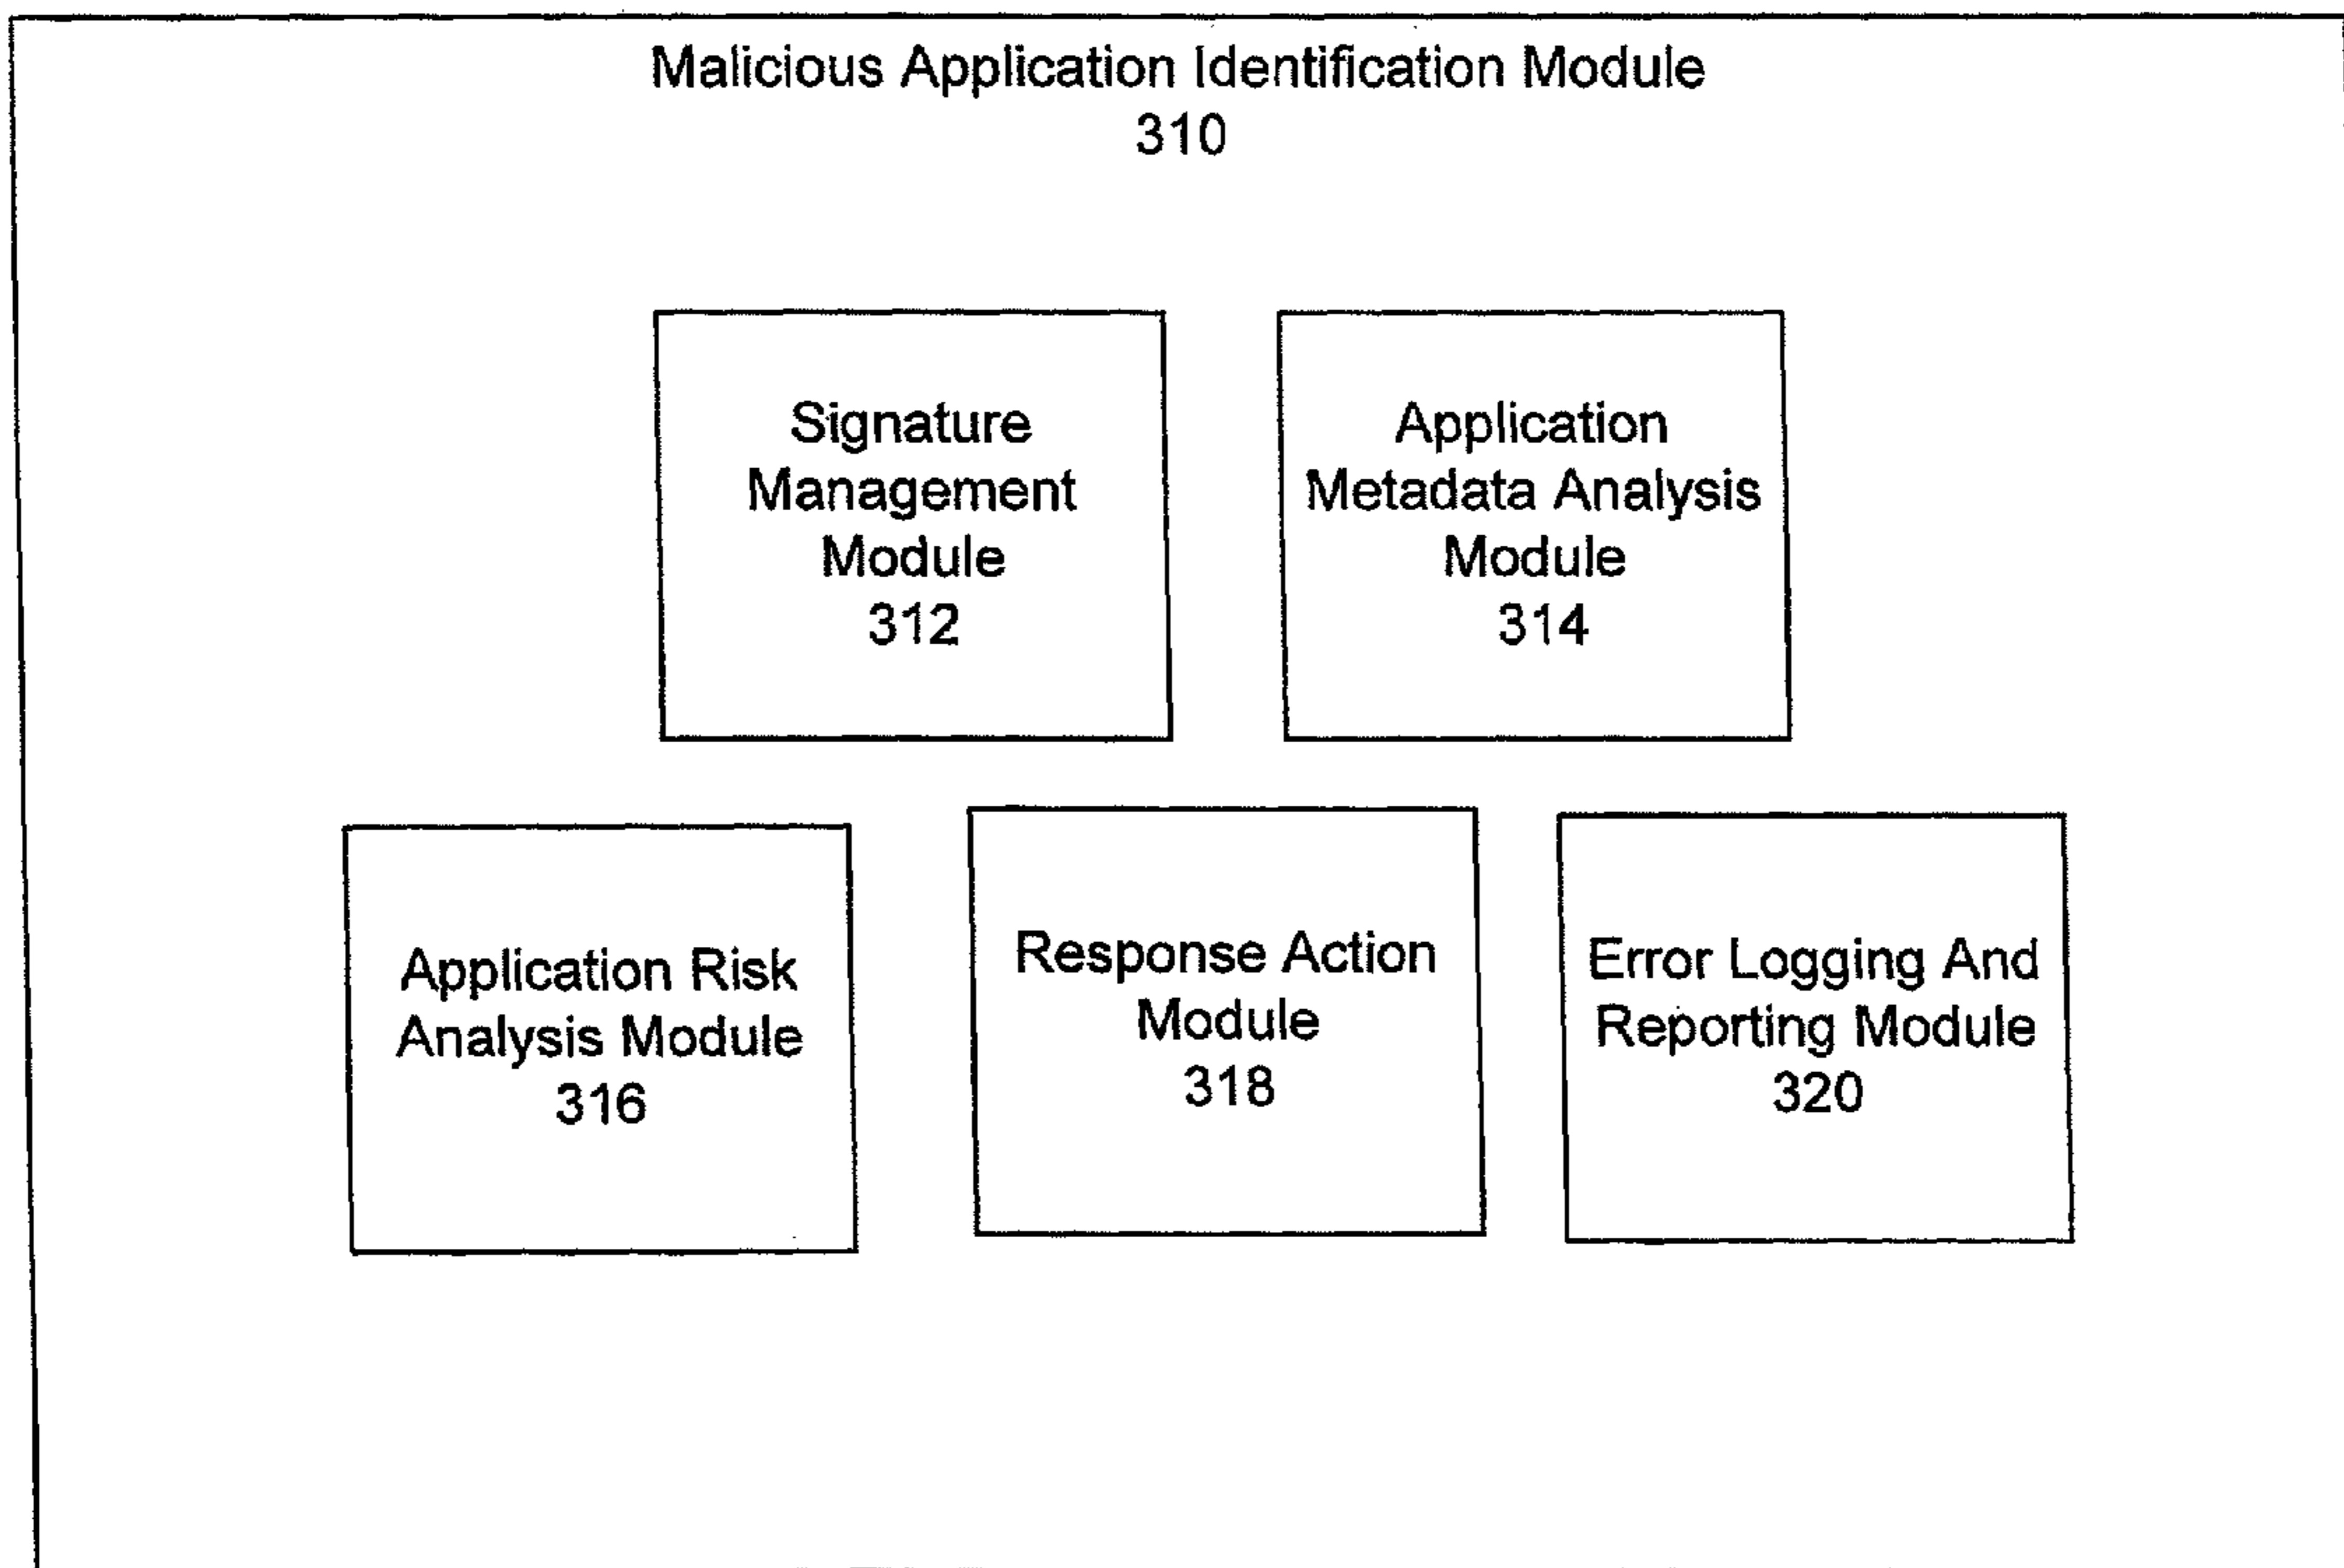 Malicious Application Identification Module
310
Signature
Management
Module
312
Application
Metadata Analysis
Module
314
Application Risk
Analysis Module
316
Response Action
Module
318
Error Logging And
Reporting Module
320